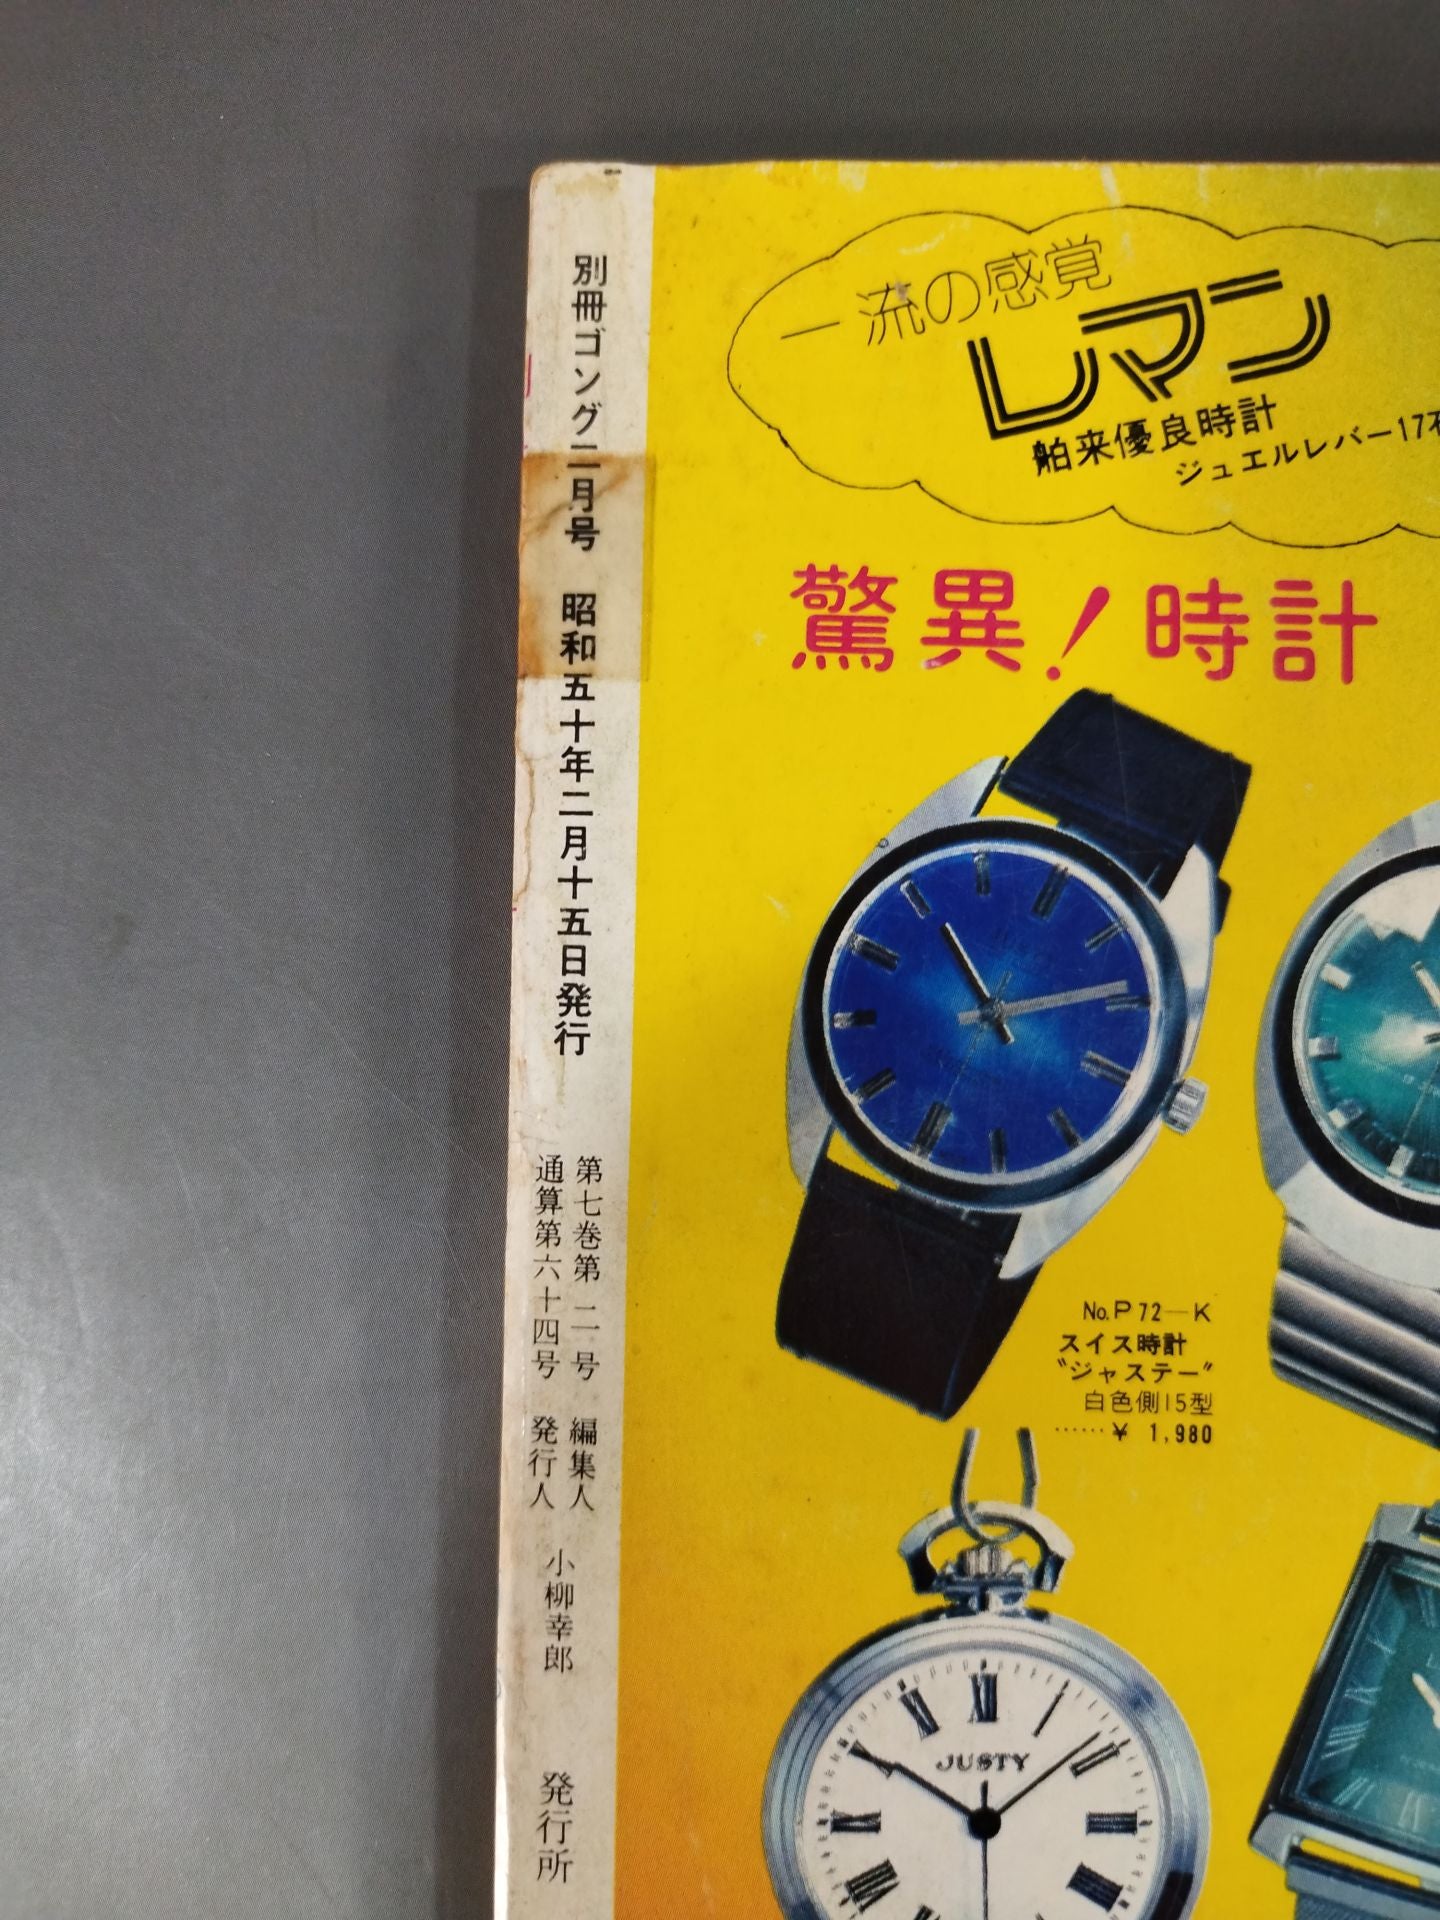 別冊ゴング二月号 昭和五十年二月十五日発行
第七巻第二号 編集人
通算第六十四号 発行人
小柳幸郎
発行所
一流の感覚
レマン
舶来優良時計
ジュエルレバー17石
驚異!時計
No.P72—K
スイス時計
"ジャステー"
白色側15型
……¥ 1,980
JUSTY